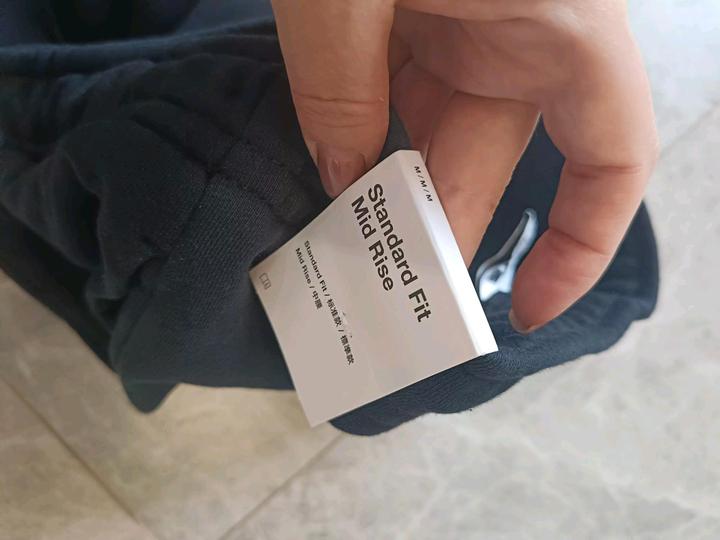 M/M/M
Standard Fit
Mid Rise
Standard Fit / 标准款 / 標準款
Mid Rise / 中腰